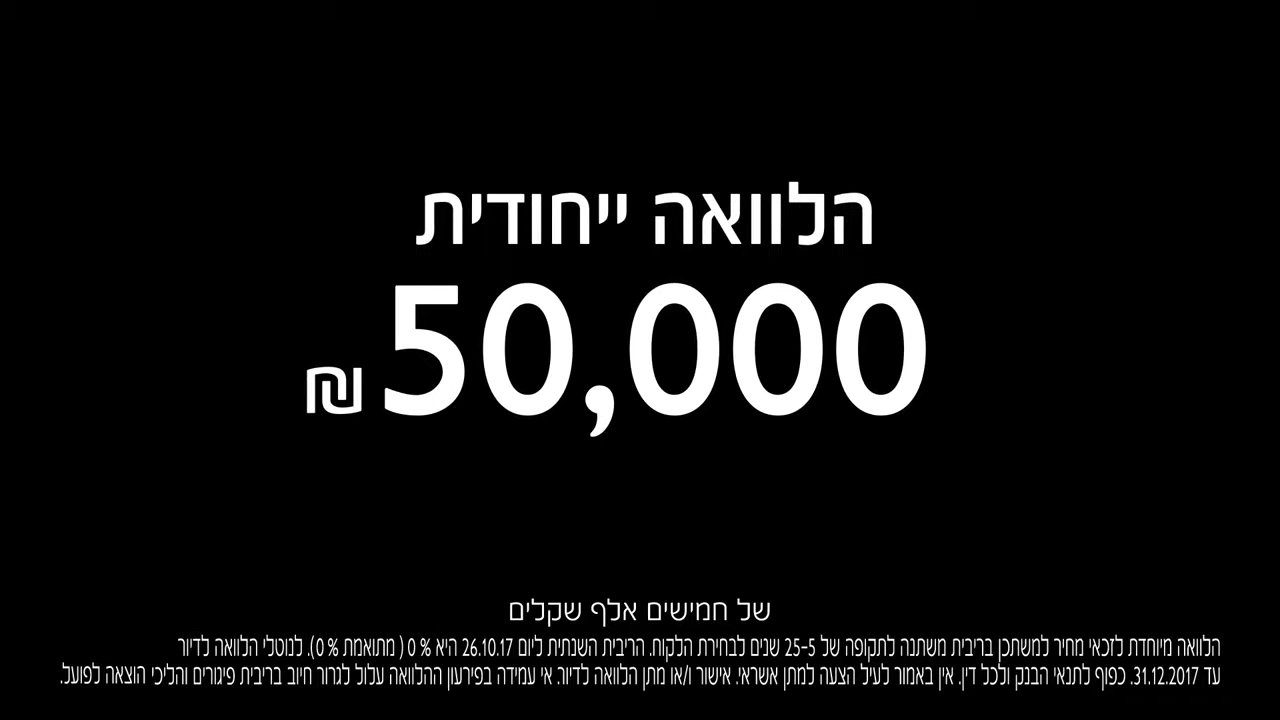 הלוואה ייחודית
50,000 ₪
של חמישים אלף שקלים
הלוואה מיוחדת לזכאי מחיר למשתכן בריבית משתנה לתקופה של 25-5 שנים לבחירת הלקוח. הריבית השנתית ליום 26.10.17 היא % 0 ( מתואמת % 0). לנוטלי הלוואה לדיור
עד 31.12.2017. כפוף לתנאי הבנק ולכל דין. אין באמור לעיל הצעה למתן אשראי. אישור ו/או מתן הלוואה לדיור. אי עמידה בפירעון ההלוואה עלול לגרור חיוב בריבית פיגורים והליכי הוצאה לפועל.